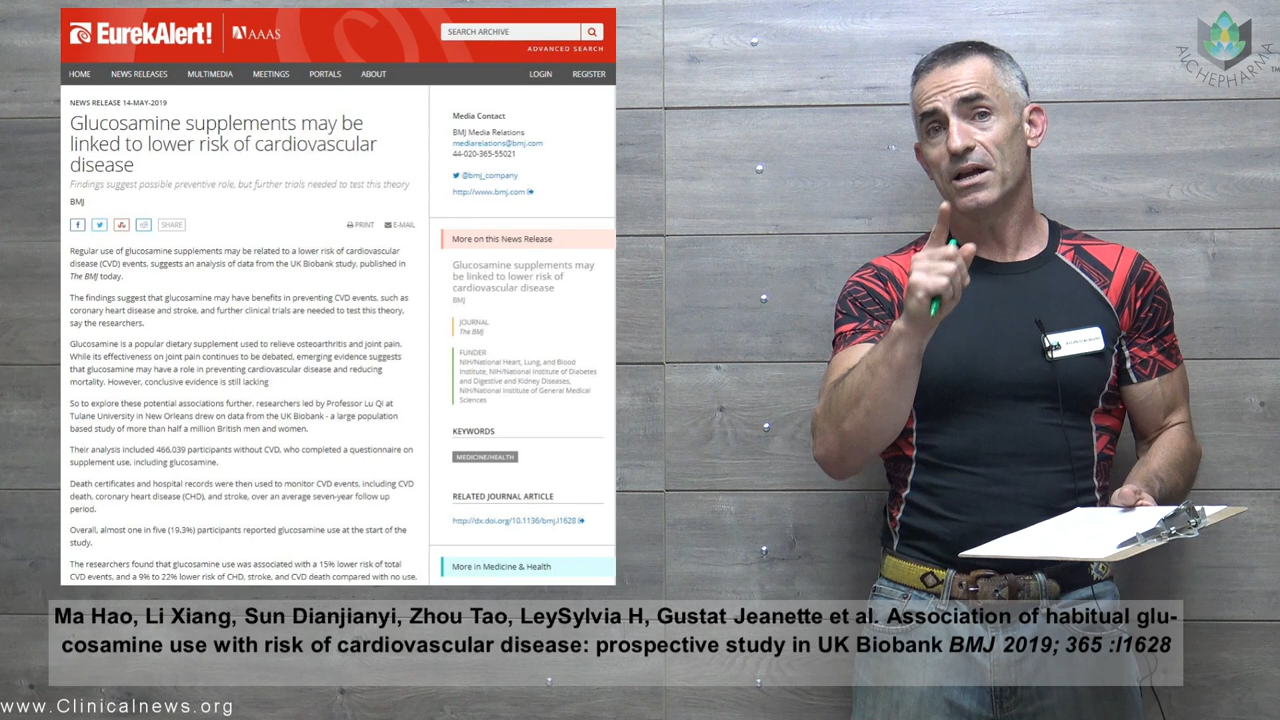 EurekAlert!
AAAS
SEARCH ARCHIVE
ADVANCED SEARCH
HOME NEWS RELEASES MULTIMEDIA MEETINGS PORTALS ABOUT LOGIN REGISTER
NEWS RELEASE 14-MAY-2019
Glucosamine supplements may be
linked to lower risk of cardiovascular
disease
Findings suggest possible preventive role, but further trials needed to test this theory
BMJ
SHARE
PRINT E-MAIL
Regular use of glucosamine supplements may be related to a lower risk of cardiovascular
disease (CVD) events, suggests an analysis of data from the UK Biobank study, published in
The BMJ today.
The findings suggest that glucosamine may have benefits in preventing CVD events, such as
coronary heart disease and stroke, and further clinical trials are needed to test this theory,
say the researchers.
Glucosamine is a popular dietary supplement used to relieve osteoarthritis and joint pain.
While its effectiveness on joint pain continues to be debated, emerging evidence suggests
that glucosamine may have a role in preventing cardiovascular disease and reducing
mortality. However, conclusive evidence is still lacking
So to explore these potential associations further, researchers led by Professor Lu Qi at
Tulane University in New Orleans drew on data from the UK Biobank - a large population
based study of more than half a million British men and women.
Their analysis included 466,039 participants without CVD, who completed a questionnaire on
supplement use, including glucosamine.
Death certificates and hospital records were then used to monitor CVD events, including CVD
death, coronary heart disease (CHD), and stroke, over an average seven-year follow up
period.
Overall, almost one in five (19.3%) participants reported glucosamine use at the start of the
study.
The researchers found that glucosamine use was associated with a 15% lower risk of total
CVD events, and a 9% to 22% lower risk of CHD, stroke, and CVD death compared with no use.
Media Contact
BMJ Media Relations
mediarelations@bmj.com
44-020-365-55021
@bmj_company
http://www.bmj.com
More on this News Release
Glucosamine supplements may
be linked to lower risk of
cardiovascular disease
BMJ
JOURNAL
The BMJ
FUNDER
NIH/National Heart, Lung, and Blood
Institute, NIH/National Institute of Diabetes
and Digestive and Kidney Diseases,
NIH/National Institute of General Medical
Sciences
KEYWORDS
MEDICINE/HEALTH
RELATED JOURNAL ARTICLE
http://dx.doi.org/10.1136/bmj.l1628
More in Medicine & Health
ALCHEPHARMA TM
Ma Hao, Li Xiang, Sun Dianjianyi, Zhou Tao, LeySylvia H, Gustat Jeanette et al. Association of habitual glu-
cosamine use with risk of cardiovascular disease: prospective study in UK Biobank BMJ 2019; 365 :l1628
www.Clinicalnews.org